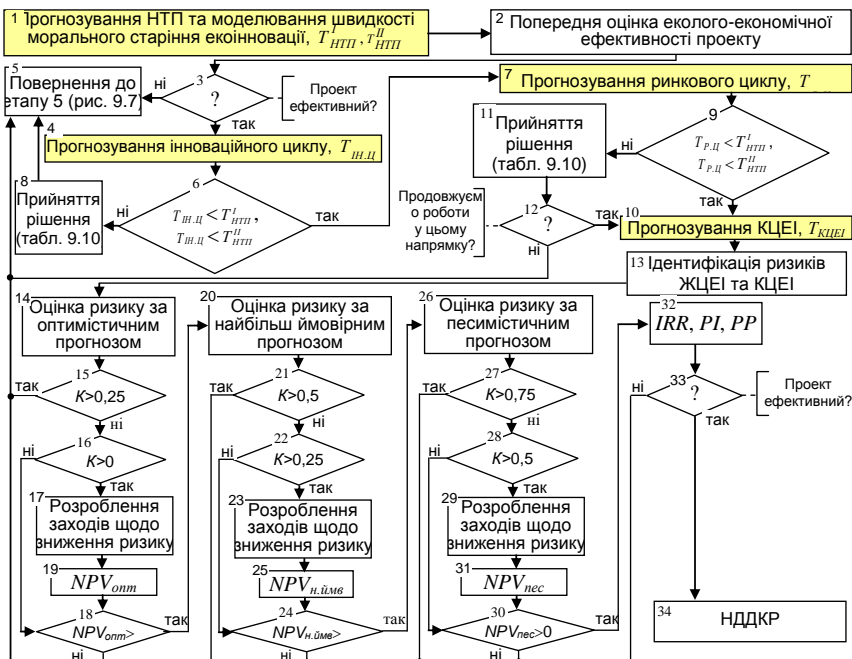 1 Прогнозування НТП та моделювання швидкості
морального старіння екоінновації, T^I_НТП, T^II_НТП
2 Попередня оцінка еколого-економічної
ефективності проекту
5
Повернення до
етапу 5 (рис. 9.7)
ні
3
?
Проект
ефективний?
так
7
Прогнозування ринкового циклу, T
4
Прогнозування інноваційного циклу, T_ІН.Ц
11
Прийняття
рішення
(табл. 9.10)
ні
9
T_Р.Ц < T^I_НТП,
T_Р.Ц < T^II_НТП
так
8
Прийняття
рішення
(табл. 9.10
ні
6
T_ІН.Ц < T^I_НТП,
T_ІН.Ц < T^II_НТП
так
Продовжуєм
о роботи
у цьому
напрямку?
12
?
так
ні
10
Прогнозування КЦЕІ, T_КЦЕІ
13 Ідентифікація ризиків
ЖЦЕІ та КЦЕІ
14
Оцінка ризику за
оптимістичним
прогнозом
20
Оцінка ризику за
найбільш ймовірним
прогнозом
26
Оцінка ризику за
песимістичним
прогнозом
32
IRR, PI, PP
так
15
K>0,25
ні
так
21
K>0,5
ні
так
27
K>0,75
ні
ні
33
?
Проект
ефективний?
так
ні
16
K>0
так
ні
22
K>0,25
так
ні
28
K>0,5
так
17
Розроблення
заходів щодо
зниження ризику
23
Розроблення
заходів щодо
зниження ризику
29
Розроблення
заходів щодо
зниження ризику
19
NPV_опт
25
NPV_н.ймв
31
NPV_пес
18
NPV_опт>
так
ні
24
NPV_н.ймв>
так
ні
30
NPV_пес>0
так
ні
34
НДДКР